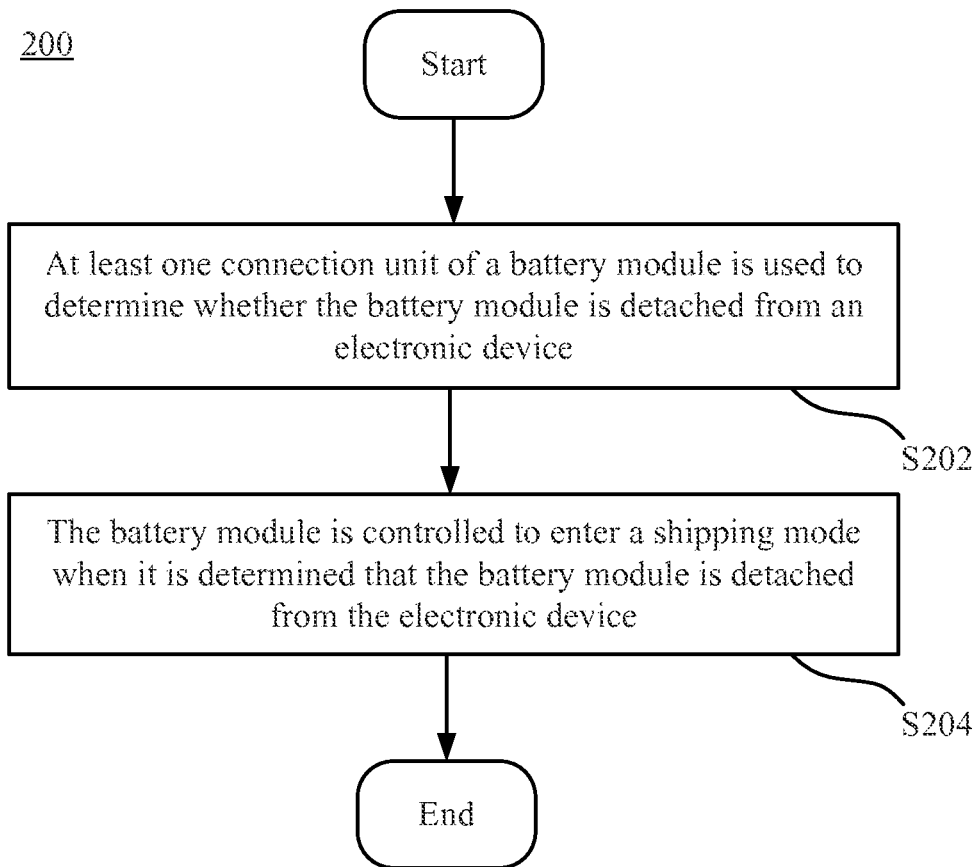 200
Start
At least one connection unit of a battery module is used to
determine whether the battery module is detached from an
electronic device
S202
The battery module is controlled to enter a shipping mode
when it is determined that the battery module is detached
from the electronic device
S204
End